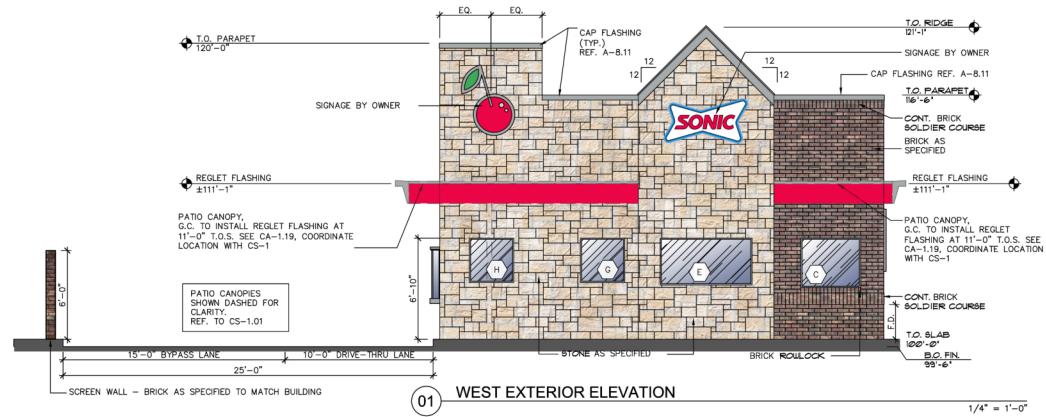 EQ.
EQ.
T.O. PARAPET
120'-0"
CAP FLASHING
(TYP.)
REF. A-8.11
T.O. RIDGE
121'-1"
SIGNAGE BY OWNER
12
12
12
12
CAP FLASHING REF. A-8.11
SIGNAGE BY OWNER
T.O. PARAPET
116'-6"
SONIC
CONT. BRICK
SOLDIER COURSE
BRICK AS
SPECIFIED
REGLET FLASHING
±111'-1"
REGLET FLASHING
±111'-1"
PATIO CANOPY,
G.C. TO INSTALL REGLET FLASHING AT
11'-0" T.O.S. SEE CA-1.19, COORDINATE
LOCATION WITH CS-1
PATIO CANOPY,
G.C. TO INSTALL REGLET
FLASHING AT 11'-0" T.O.S. SEE
CA-1.19, COORDINATE LOCATION
WITH CS-1
H
G
E
C
6'-0"
6'-10"
PATIO CANOPIES
SHOWN DASHED FOR
CLARITY.
REF. TO CS-1.01
CONT. BRICK
SOLDIER COURSE
F.D.
T.O. SLAB
100'-0"
B.O. FIN.
99'-6"
15'-0" BYPASS LANE
10'-0" DRIVE-THRU LANE
STONE AS SPECIFIED
BRICK ROWLOCK
25'-0"
SCREEN WALL - BRICK AS SPECIFIED TO MATCH BUILDING
01
WEST EXTERIOR ELEVATION
1/4" = 1'-0"